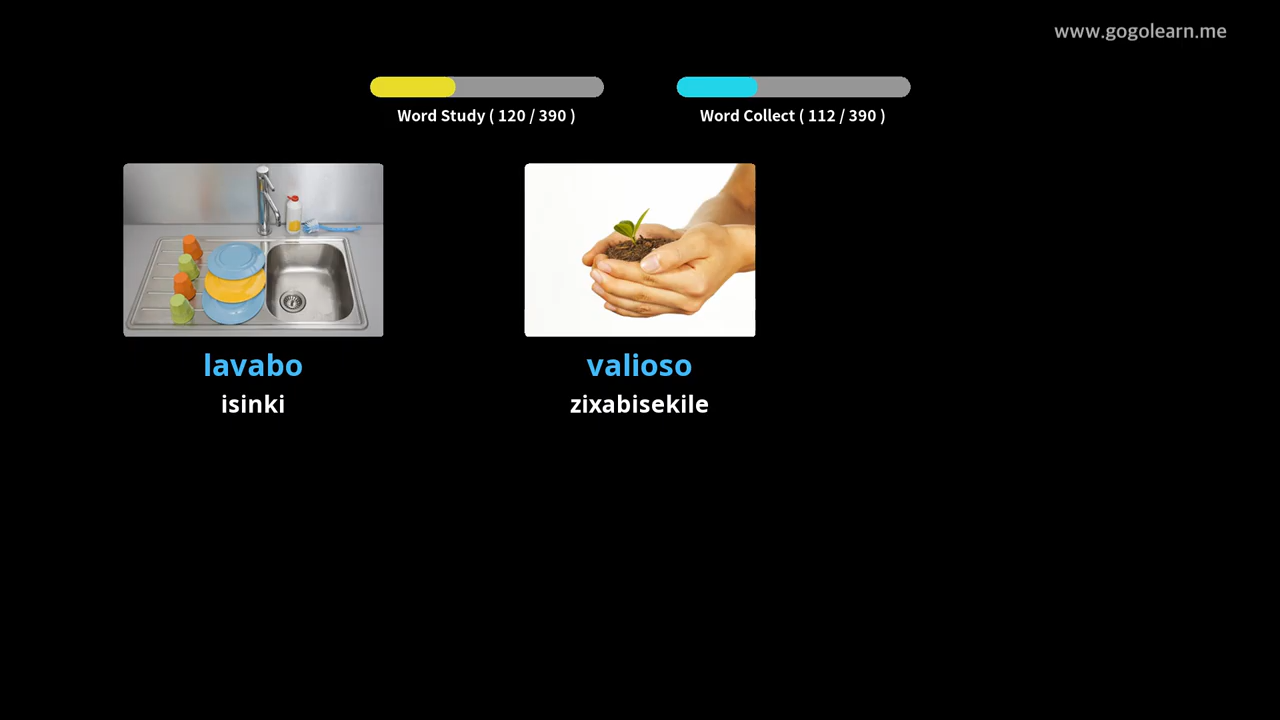 www.gogolearn.me
Word Study ( 120 / 390 )
Word Collect ( 112 / 390 )
lavabo
isinki
valioso
zixabisekile